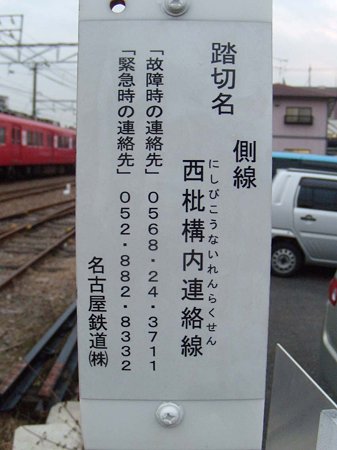 踏切名
側線
西枇構内連絡線
にしびこうないれんらくせん
「故障時の連絡先」0568-24-3711
「緊急時の連絡先」052-882-8332
名古屋鉄道㈱